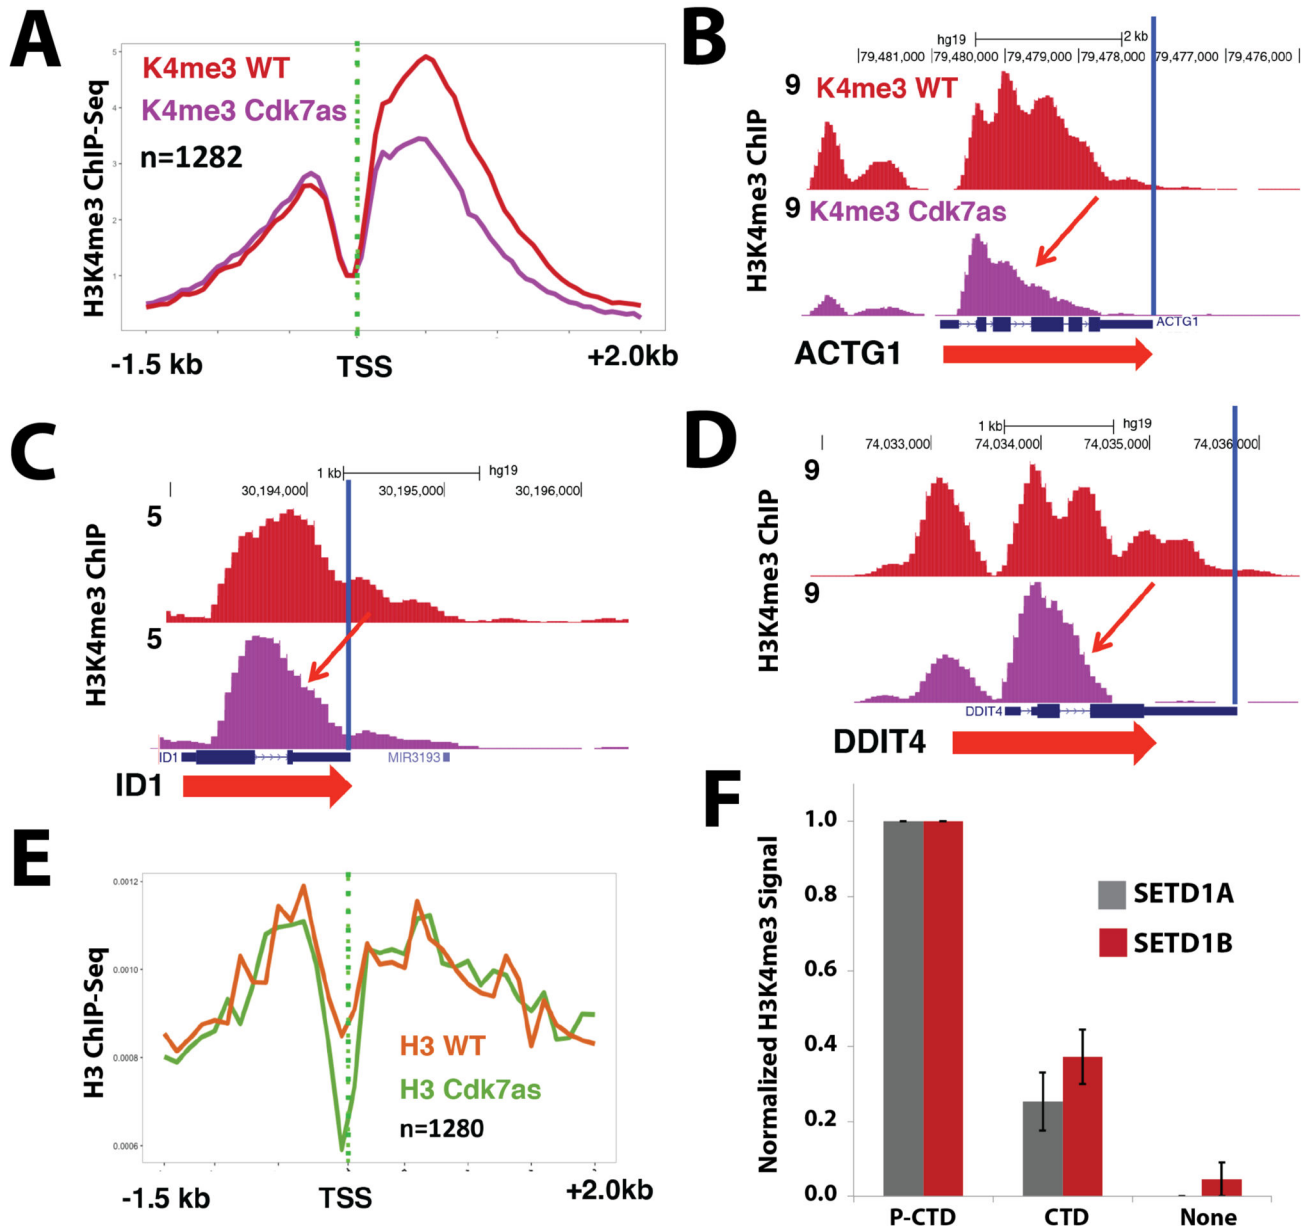 A
H3K4me3 ChIP-Seq
K4me3 WT
K4me3 Cdk7as
n=1282
5
4
3
2
1
-1.5 kb
TSS
+2.0kb
B
H3K4me3 ChIP
hg19
2 kb
79,481,000
79,480,000
79,479,000
79,478,000
79,477,000
79,476,000
9
K4me3 WT
9
K4me3 Cdk7as
ACTG1
ACTG1
C
H3K4me3 ChIP
1 kb
hg19
30,194,000
30,195,000
30,196,000
5
5
ID1
MIR3193
ID1
D
H3K4me3 ChIP
1 kb
hg19
74,033,000
74,034,000
74,035,000
74,036,000
9
9
DDIT4
DDIT4
E
H3 ChIP-Seq
0.0012
0.0010
0.0008
0.0006
H3 WT
H3 Cdk7as
n=1280
-1.5 kb
TSS
+2.0kb
F
Normalized H3K4me3 Signal
1.0
0.8
0.6
0.4
0.2
0.0
SETD1A
SETD1B
P-CTD
CTD
None